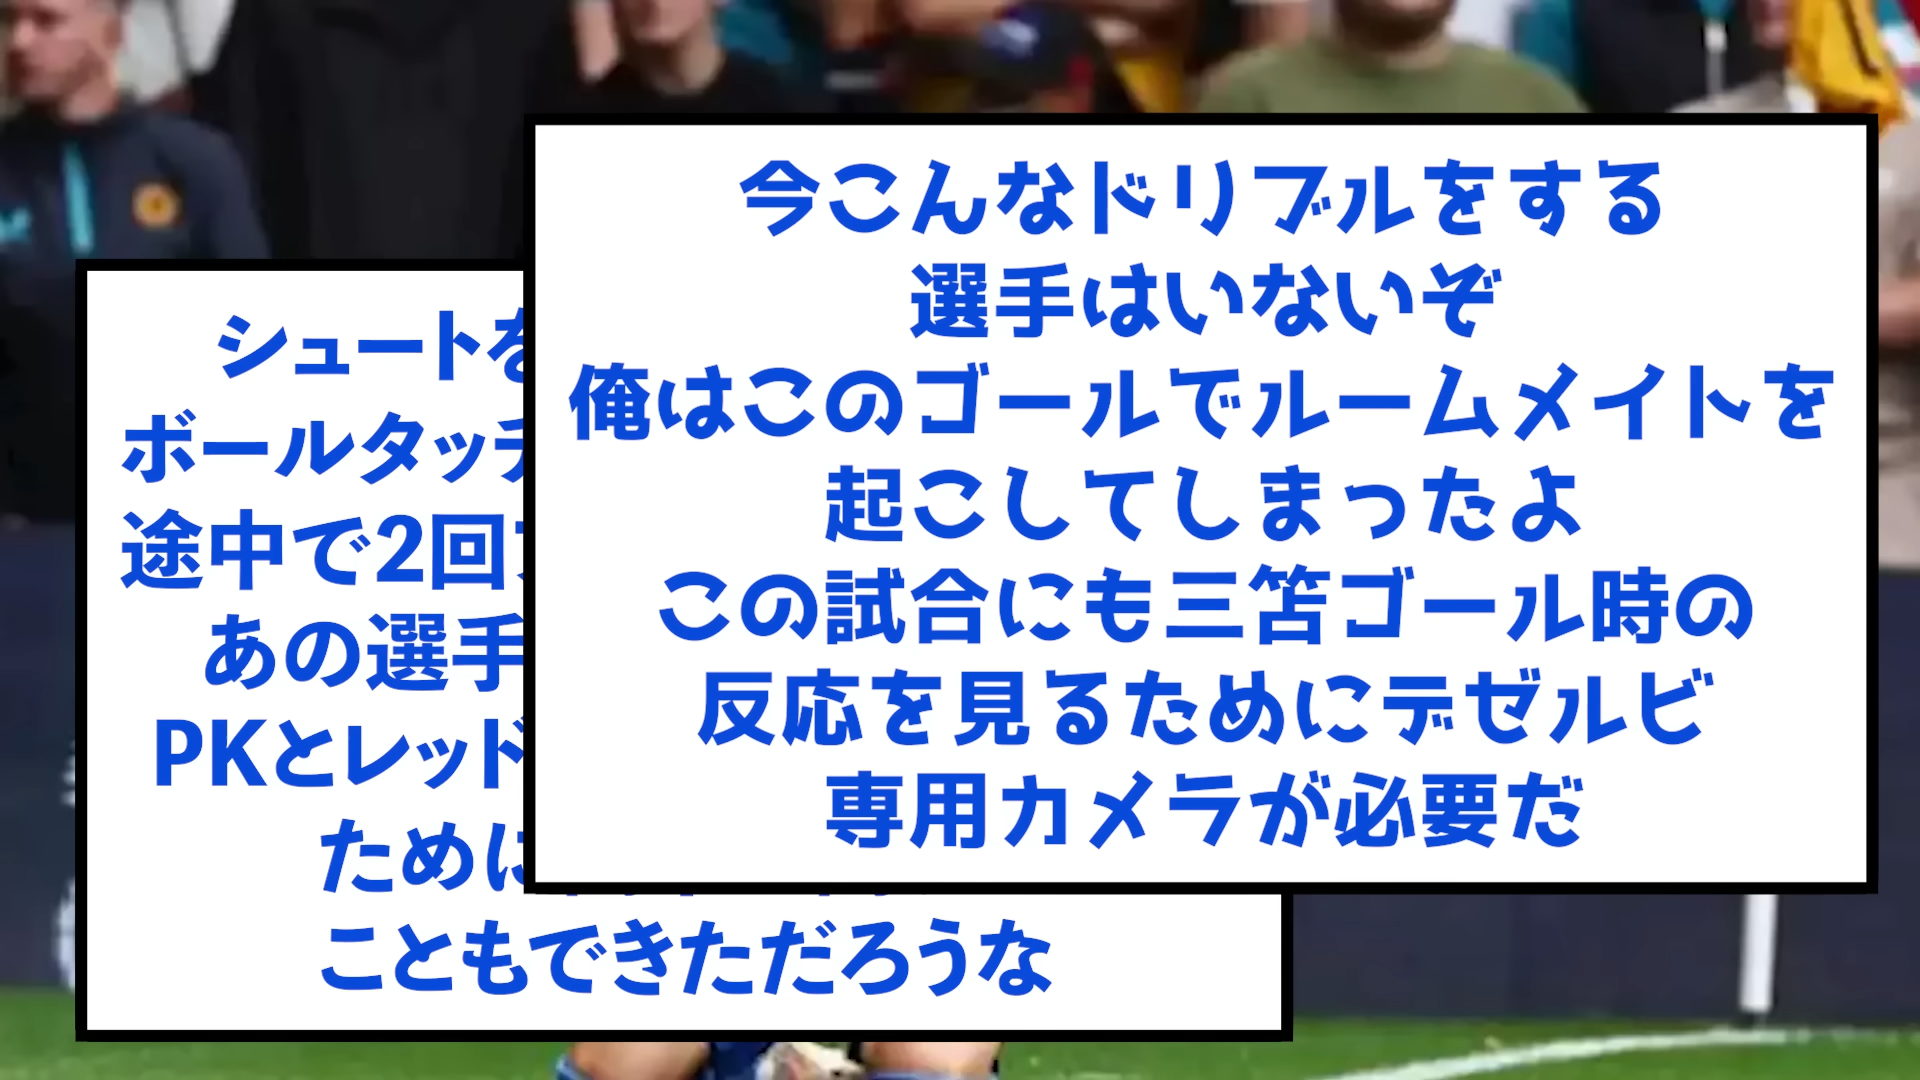 シュートを
ボールタッチ
途中で2回
あの選手
PKとレッド
ために
こともできただろうな
今こんなドリブルをする
選手はいないぞ
俺はこのゴールでルームメイトを
起こしてしまったよ
この試合にも三笘ゴール時の
反応を見るためにデゼルビ
専用カメラが必要だ